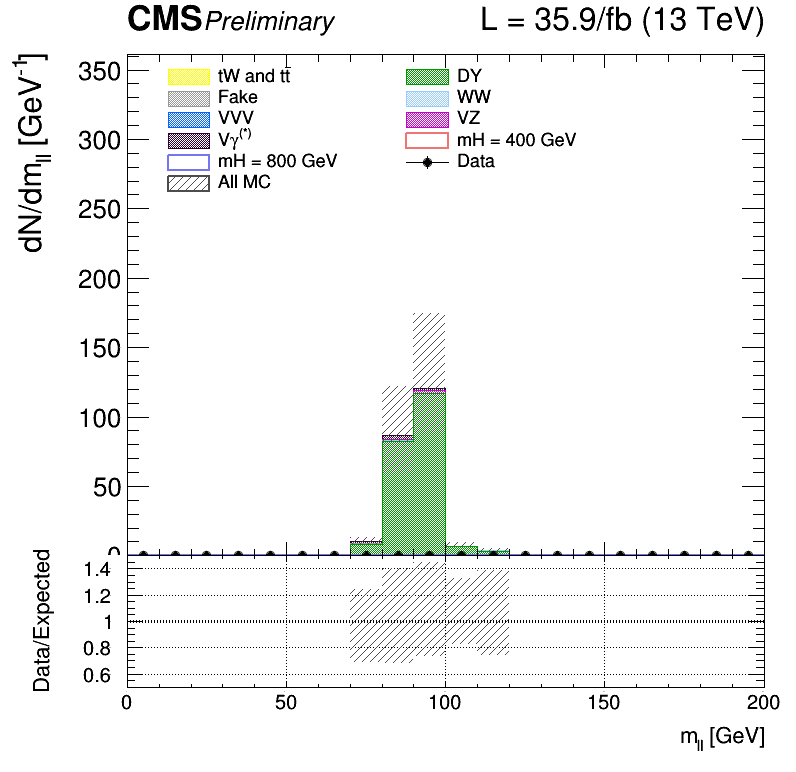 CMS Preliminary L = 35.9/fb (13 TeV)
dN/dm_ll [GeV⁻¹]
350
300
250
200
150
100
50
0
tW and tt̄
DY
Fake
WW
VVV
VZ
Vγ(*)
mH = 400 GeV
mH = 800 GeV
Data
All MC
Data/Expected
1.4
1.2
1
0.8
0.6
0 50 100 150 200
m_ll [GeV]